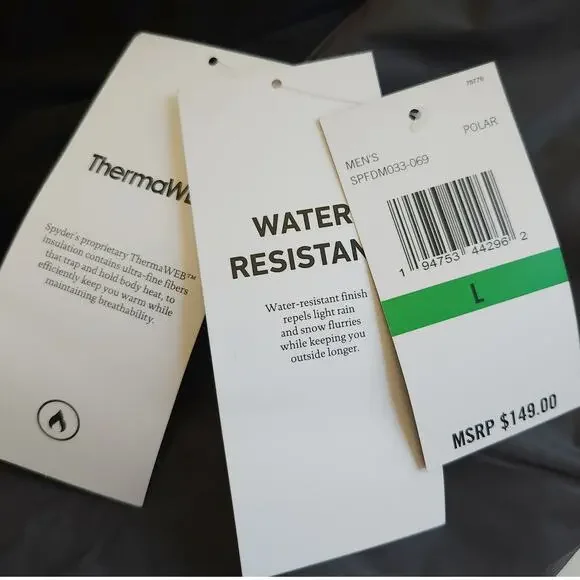 ThermaWE
Spyder's proprietary ThermaWEB™
insulation contains ultra-fine fibers
that trap and hold body heat, to
efficiently keep you warm while
maintaining breathability.
WATER
RESISTAN
Water-resistant finish
repels light rain
and snow flurries
while keeping you
outside longer.
78776
MEN'S POLAR
SPFDM033-069
1 94753 44296 2
L
MSRP $149.00